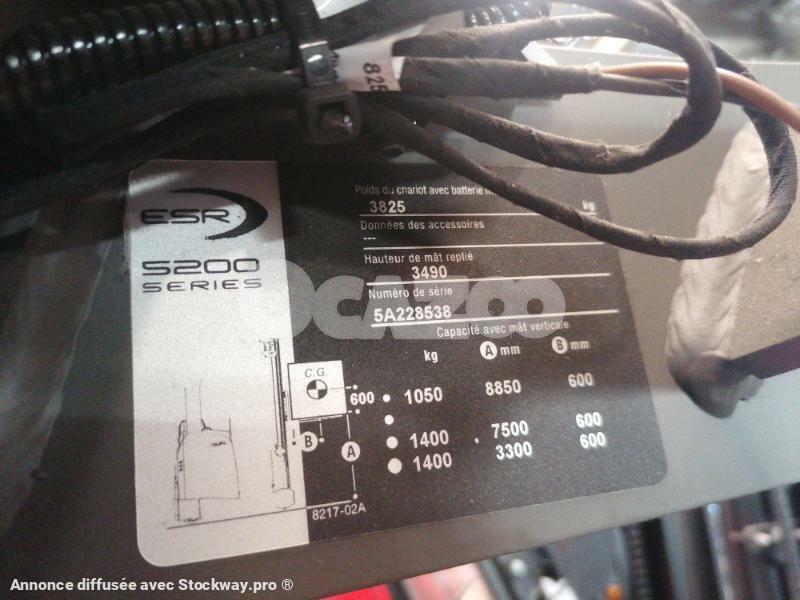 825
ESR
5200
SERIES
Poids du chariot avec batterie
3825 kg
Données des accessoires
---
Hauteur de mât replié
3490
Numéro de série
5A228538
Capacité avec mât verticale
kg A mm B mm
C.G.
600 1050 8850 600
1400 7500 600
1400 3300 600
B
A
8217-02A
OCAZOO
Annonce diffusée avec Stockway.pro ®